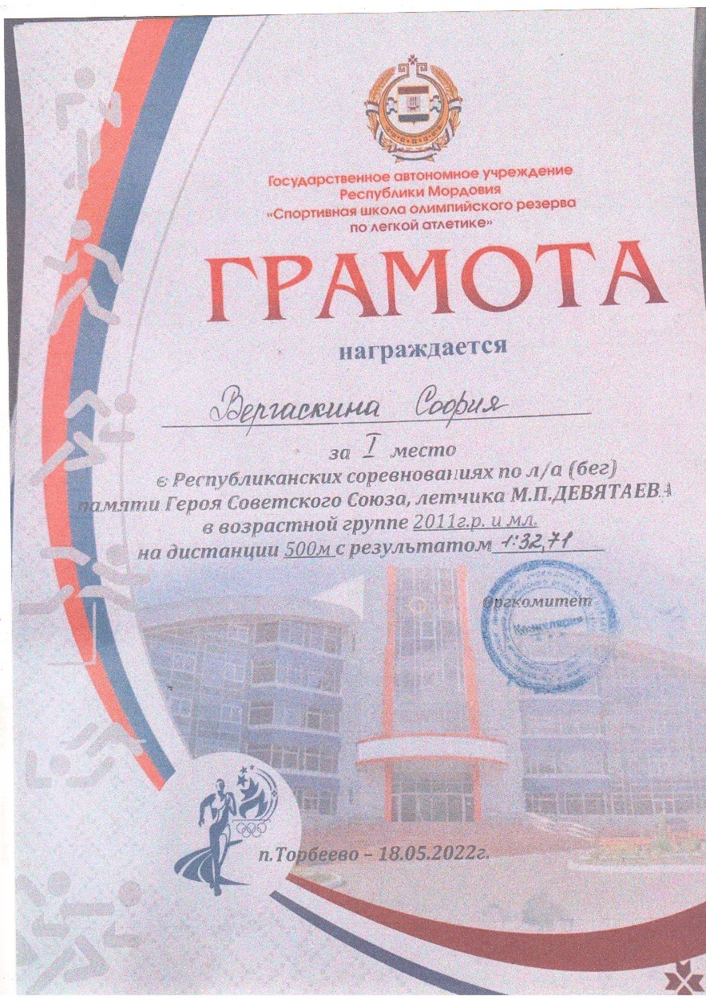 Государственное автономное учреждение
Республики Мордовия
«Спортивная школа олимпийского резерва
по легкой атлетике»
ГРАМОТА
награждается
Вергаскина София
за I место
в Республиканских соревнованиях по л/а (бег)
памяти Героя Советского Союза, летчика М.П.ДЕВЯТАЕВА
в возрастной группе 2011г.р. и мл.
на дистанции 500м с результатом 1:32,71
Оргкомитет
Канцелярия
п.Торбеево – 18.05.2022г.